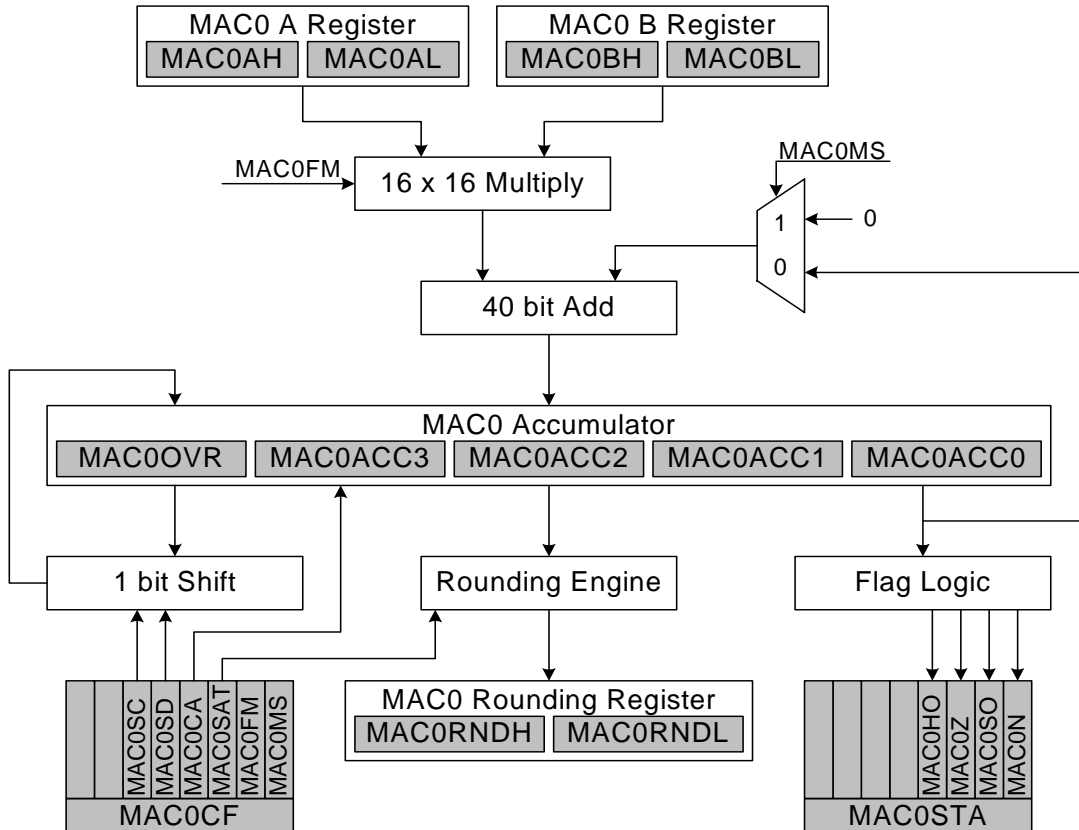 MAC0 A Register
MAC0AH MAC0AL
MAC0 B Register
MAC0BH MAC0BL
MAC0FM
16 x 16 Multiply
MAC0MS
1
0
0
40 bit Add
MAC0 Accumulator
MAC0OVR MAC0ACC3 MAC0ACC2 MAC0ACC1 MAC0ACC0
1 bit Shift
Rounding Engine
Flag Logic
MAC0SC
MAC0SD
MAC0CA
MAC0SAT
MAC0FM
MAC0MS
MAC0CF
MAC0 Rounding Register
MAC0RNDH MAC0RNDL
MAC0HO
MAC0Z
MAC0SO
MAC0N
MAC0STA